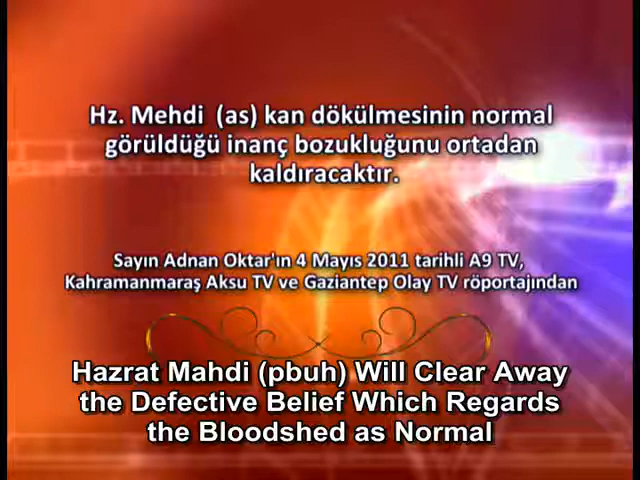 Hz. Mehdi (as) kan dökülmesinin normal
görüldüğü inanç bozukluğunu ortadan
kaldıracaktır.
Sayın Adnan Oktar'ın 4 Mayıs 2011 tarihli A9 TV,
Kahramanmaraş Aksu TV ve Gaziantep Olay TV röportajından
Hazrat Mahdi (pbuh) Will Clear Away
the Defective Belief Which Regards
the Bloodshed as Normal